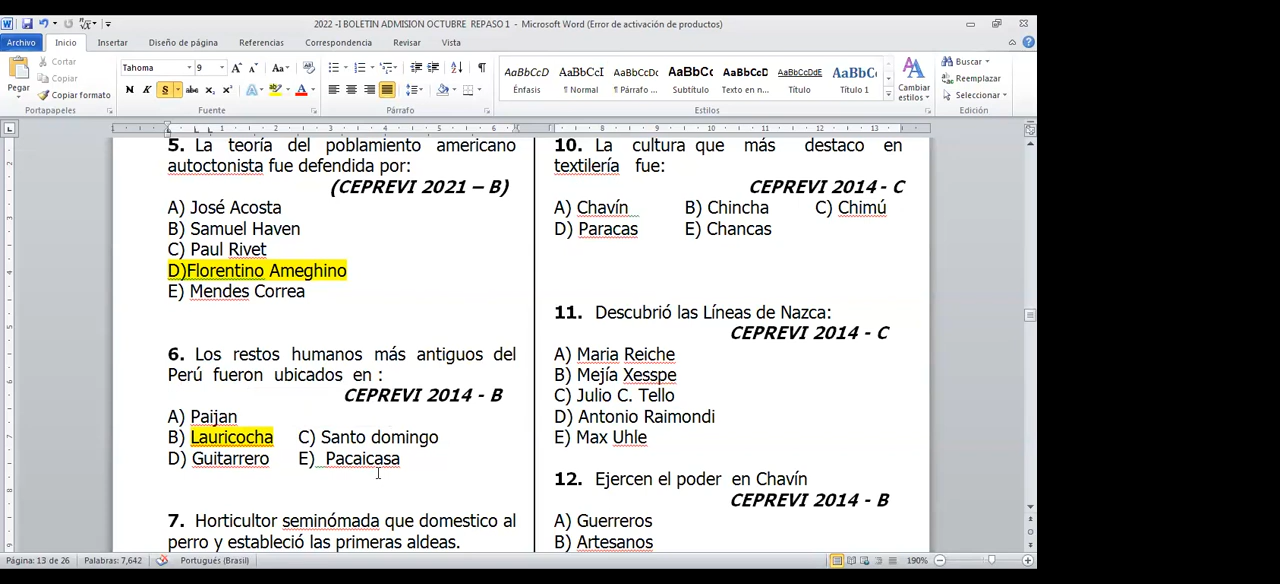 2022 -I BOLETIN ADMISION OCTUBRE REPASO 1 - Microsoft Word (Error de activación de productos)
Archivo Inicio Insertar Diseño de página Referencias Correspondencia Revisar Vista
Cortar
Copiar
Copiar formato
Pegar
Portapapeles
Tahoma 9
Fuente
Párrafo
AaBbCcD AaBbCcI AaBbCcDc AaBbCc AaBbCcD AaBbCcDdE AaBbC
Énfasis ¶ Normal ¶ Párrafo ... Subtítulo Texto en n... Título Título 1
Estilos
Cambiar estilos
Buscar
Reemplazar
Seleccionar
Edición
5. La teoría del poblamiento americano
autoctonista fue defendida por:
(CEPREVI 2021 – B)
A) José Acosta
B) Samuel Haven
C) Paul Rivet
D)Florentino Ameghino
E) Mendes Correa
6. Los restos humanos más antiguos del
Perú fueron ubicados en :
CEPREVI 2014 - B
A) Paijan
B) Lauricocha C) Santo domingo
D) Guitarrero E) Pacaicasa
7. Horticultor seminómada que domestico al
perro y estableció las primeras aldeas.
10. La cultura que más destaco en
textilería fue:
CEPREVI 2014 - C
A) Chavín B) Chincha C) Chimú
D) Paracas E) Chancas
11. Descubrió las Líneas de Nazca:
CEPREVI 2014 - C
A) Maria Reiche
B) Mejía Xesspe
C) Julio C. Tello
D) Antonio Raimondi
E) Max Uhle
12. Ejercen el poder en Chavín
CEPREVI 2014 - B
A) Guerreros
B) Artesanos
Página: 13 de 26 Palabras: 7,642 Portugués (Brasil) 190%